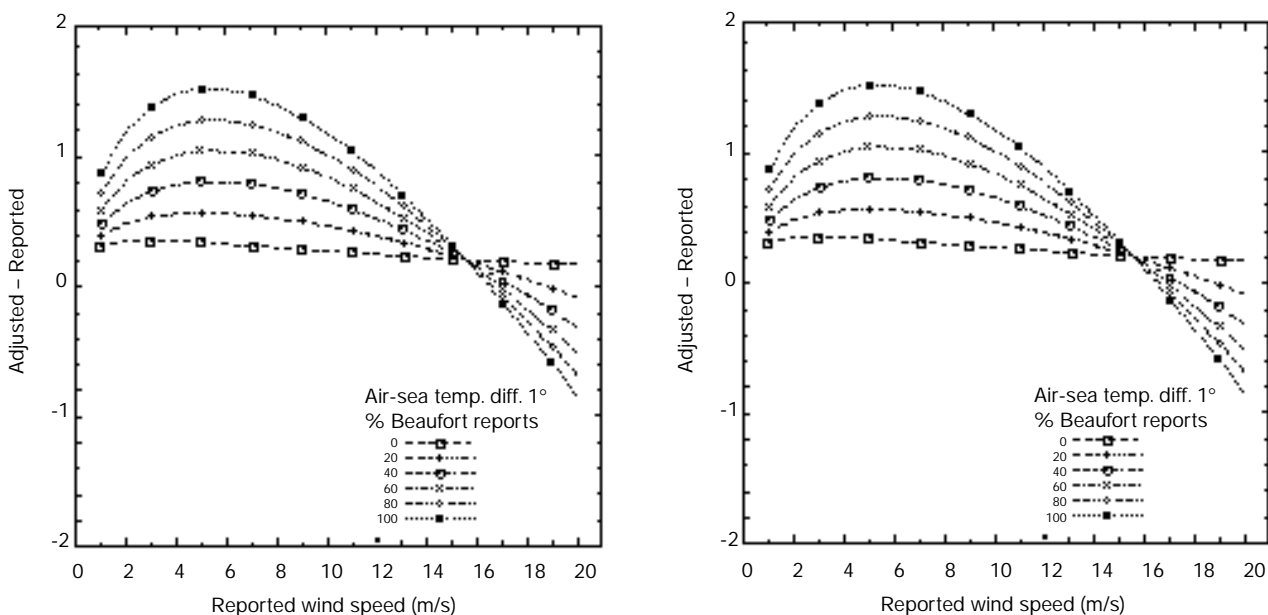 2
1
0
-1
-2
Adjusted – Reported
Air-sea temp. diff. 1°
% Beaufort reports
0
20
40
60
80
100
0 2 4 6 8 10 12 14 16 18 20
Reported wind speed (m/s)
2
1
0
-1
-2
Adjusted – Reported
Air-sea temp. diff. 1°
% Beaufort reports
0
20
40
60
80
100
0 2 4 6 8 10 12 14 16 18 20
Reported wind speed (m/s)